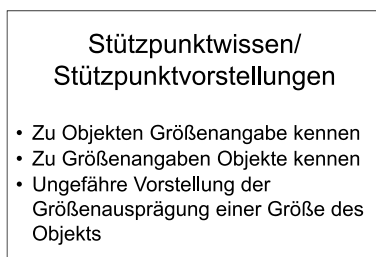 Stützpunktwissen/
Stützpunktvorstellungen
• Zu Objekten Größenangabe kennen
• Zu Größenangaben Objekte kennen
• Ungefähre Vorstellung der
Größenausprägung einer Größe des
Objekts